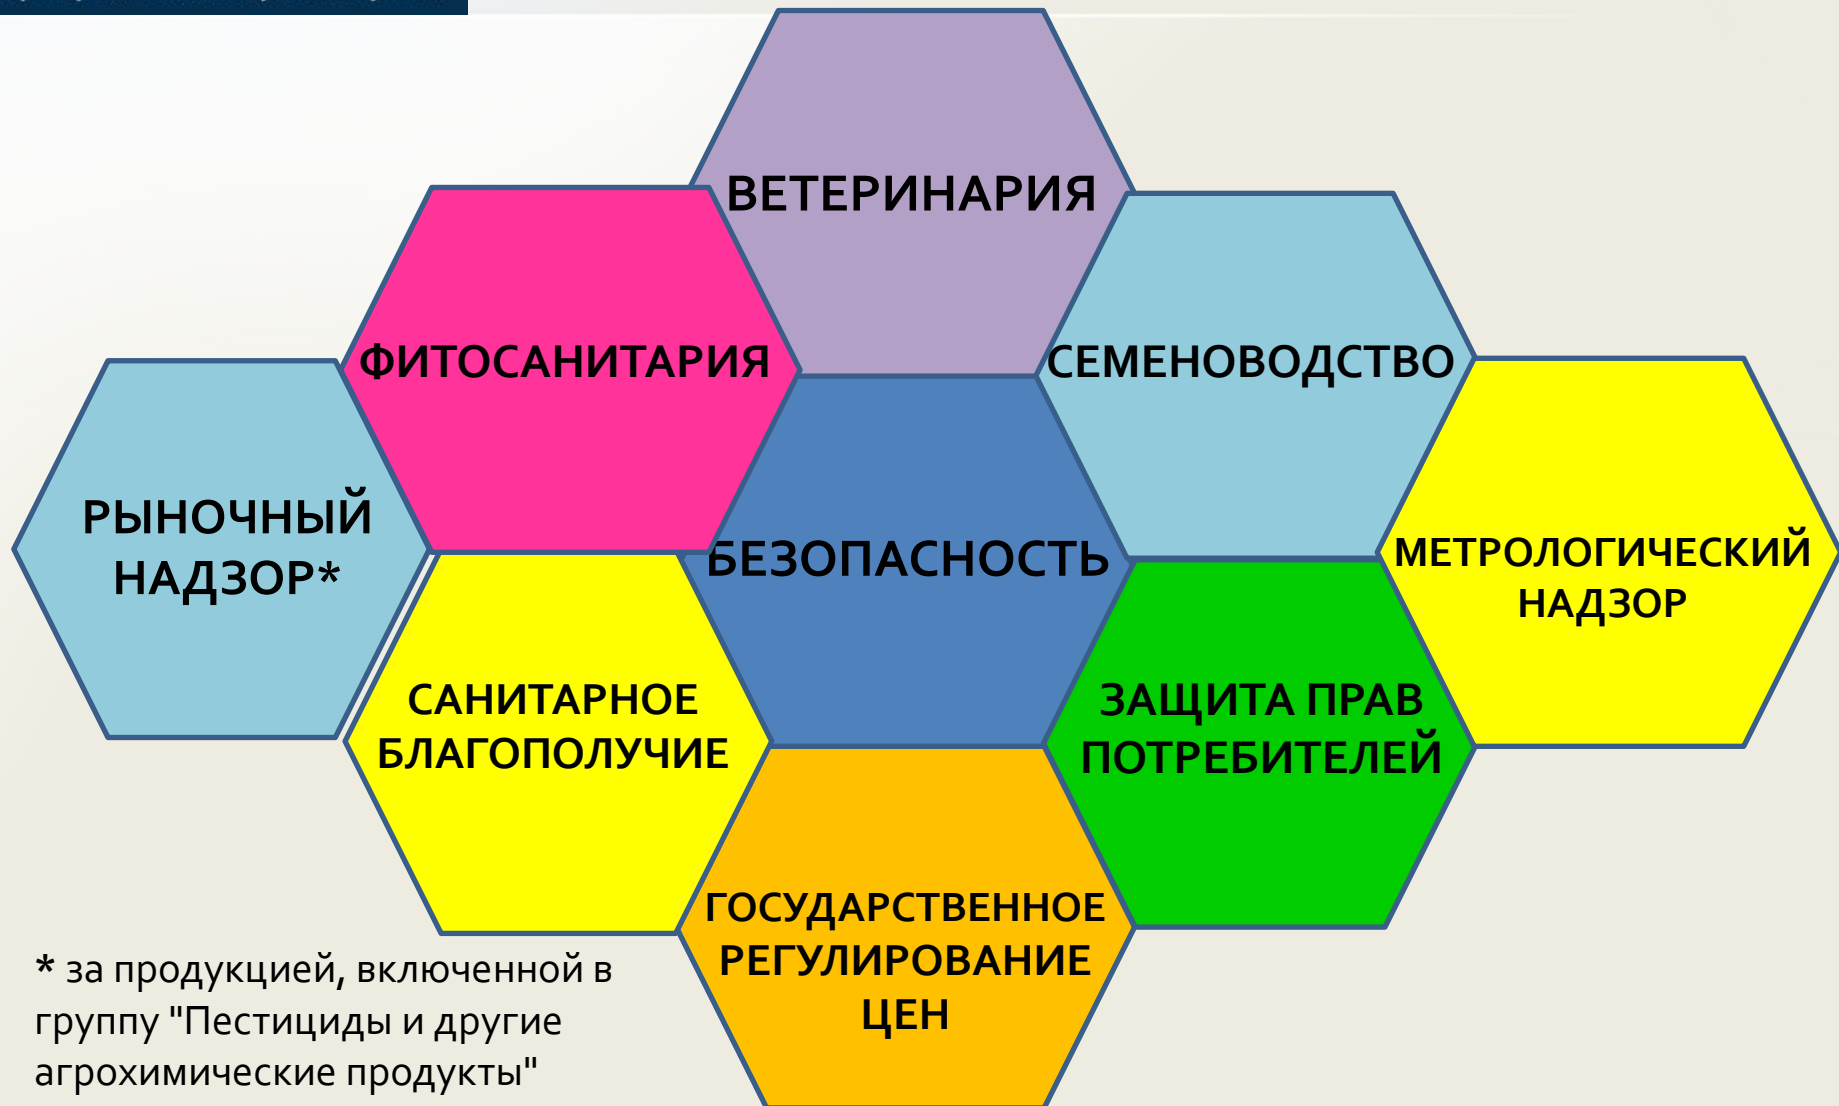 ВЕТЕРИНАРИЯ
ФИТОСАНИТАРИЯ
СЕМЕНОВОДСТВО
РЫНОЧНЫЙ
НАДЗОР*
БЕЗОПАСНОСТЬ
МЕТРОЛОГИЧЕСКИЙ
НАДЗОР
САНИТАРНОЕ
БЛАГОПОЛУЧИЕ
ЗАЩИТА ПРАВ
ПОТРЕБИТЕЛЕЙ
ГОСУДАРСТВЕННОЕ
РЕГУЛИРОВАНИЕ
ЦЕН
* за продукцией, включенной в
группу "Пестициды и другие
агрохимические продукты"